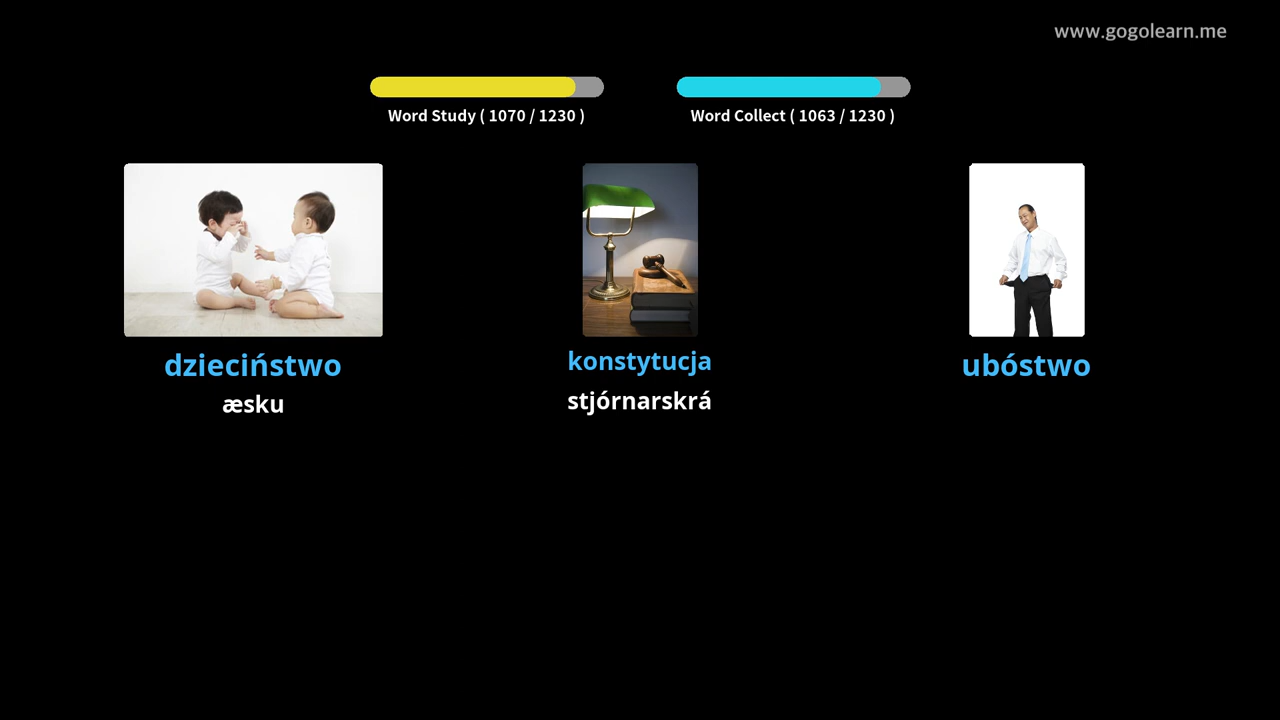 www.gogolearn.me
Word Study ( 1070 / 1230 )
Word Collect ( 1063 / 1230 )
dzieciństwo
æsku
konstytucja
stjórnarskrá
ubóstwo